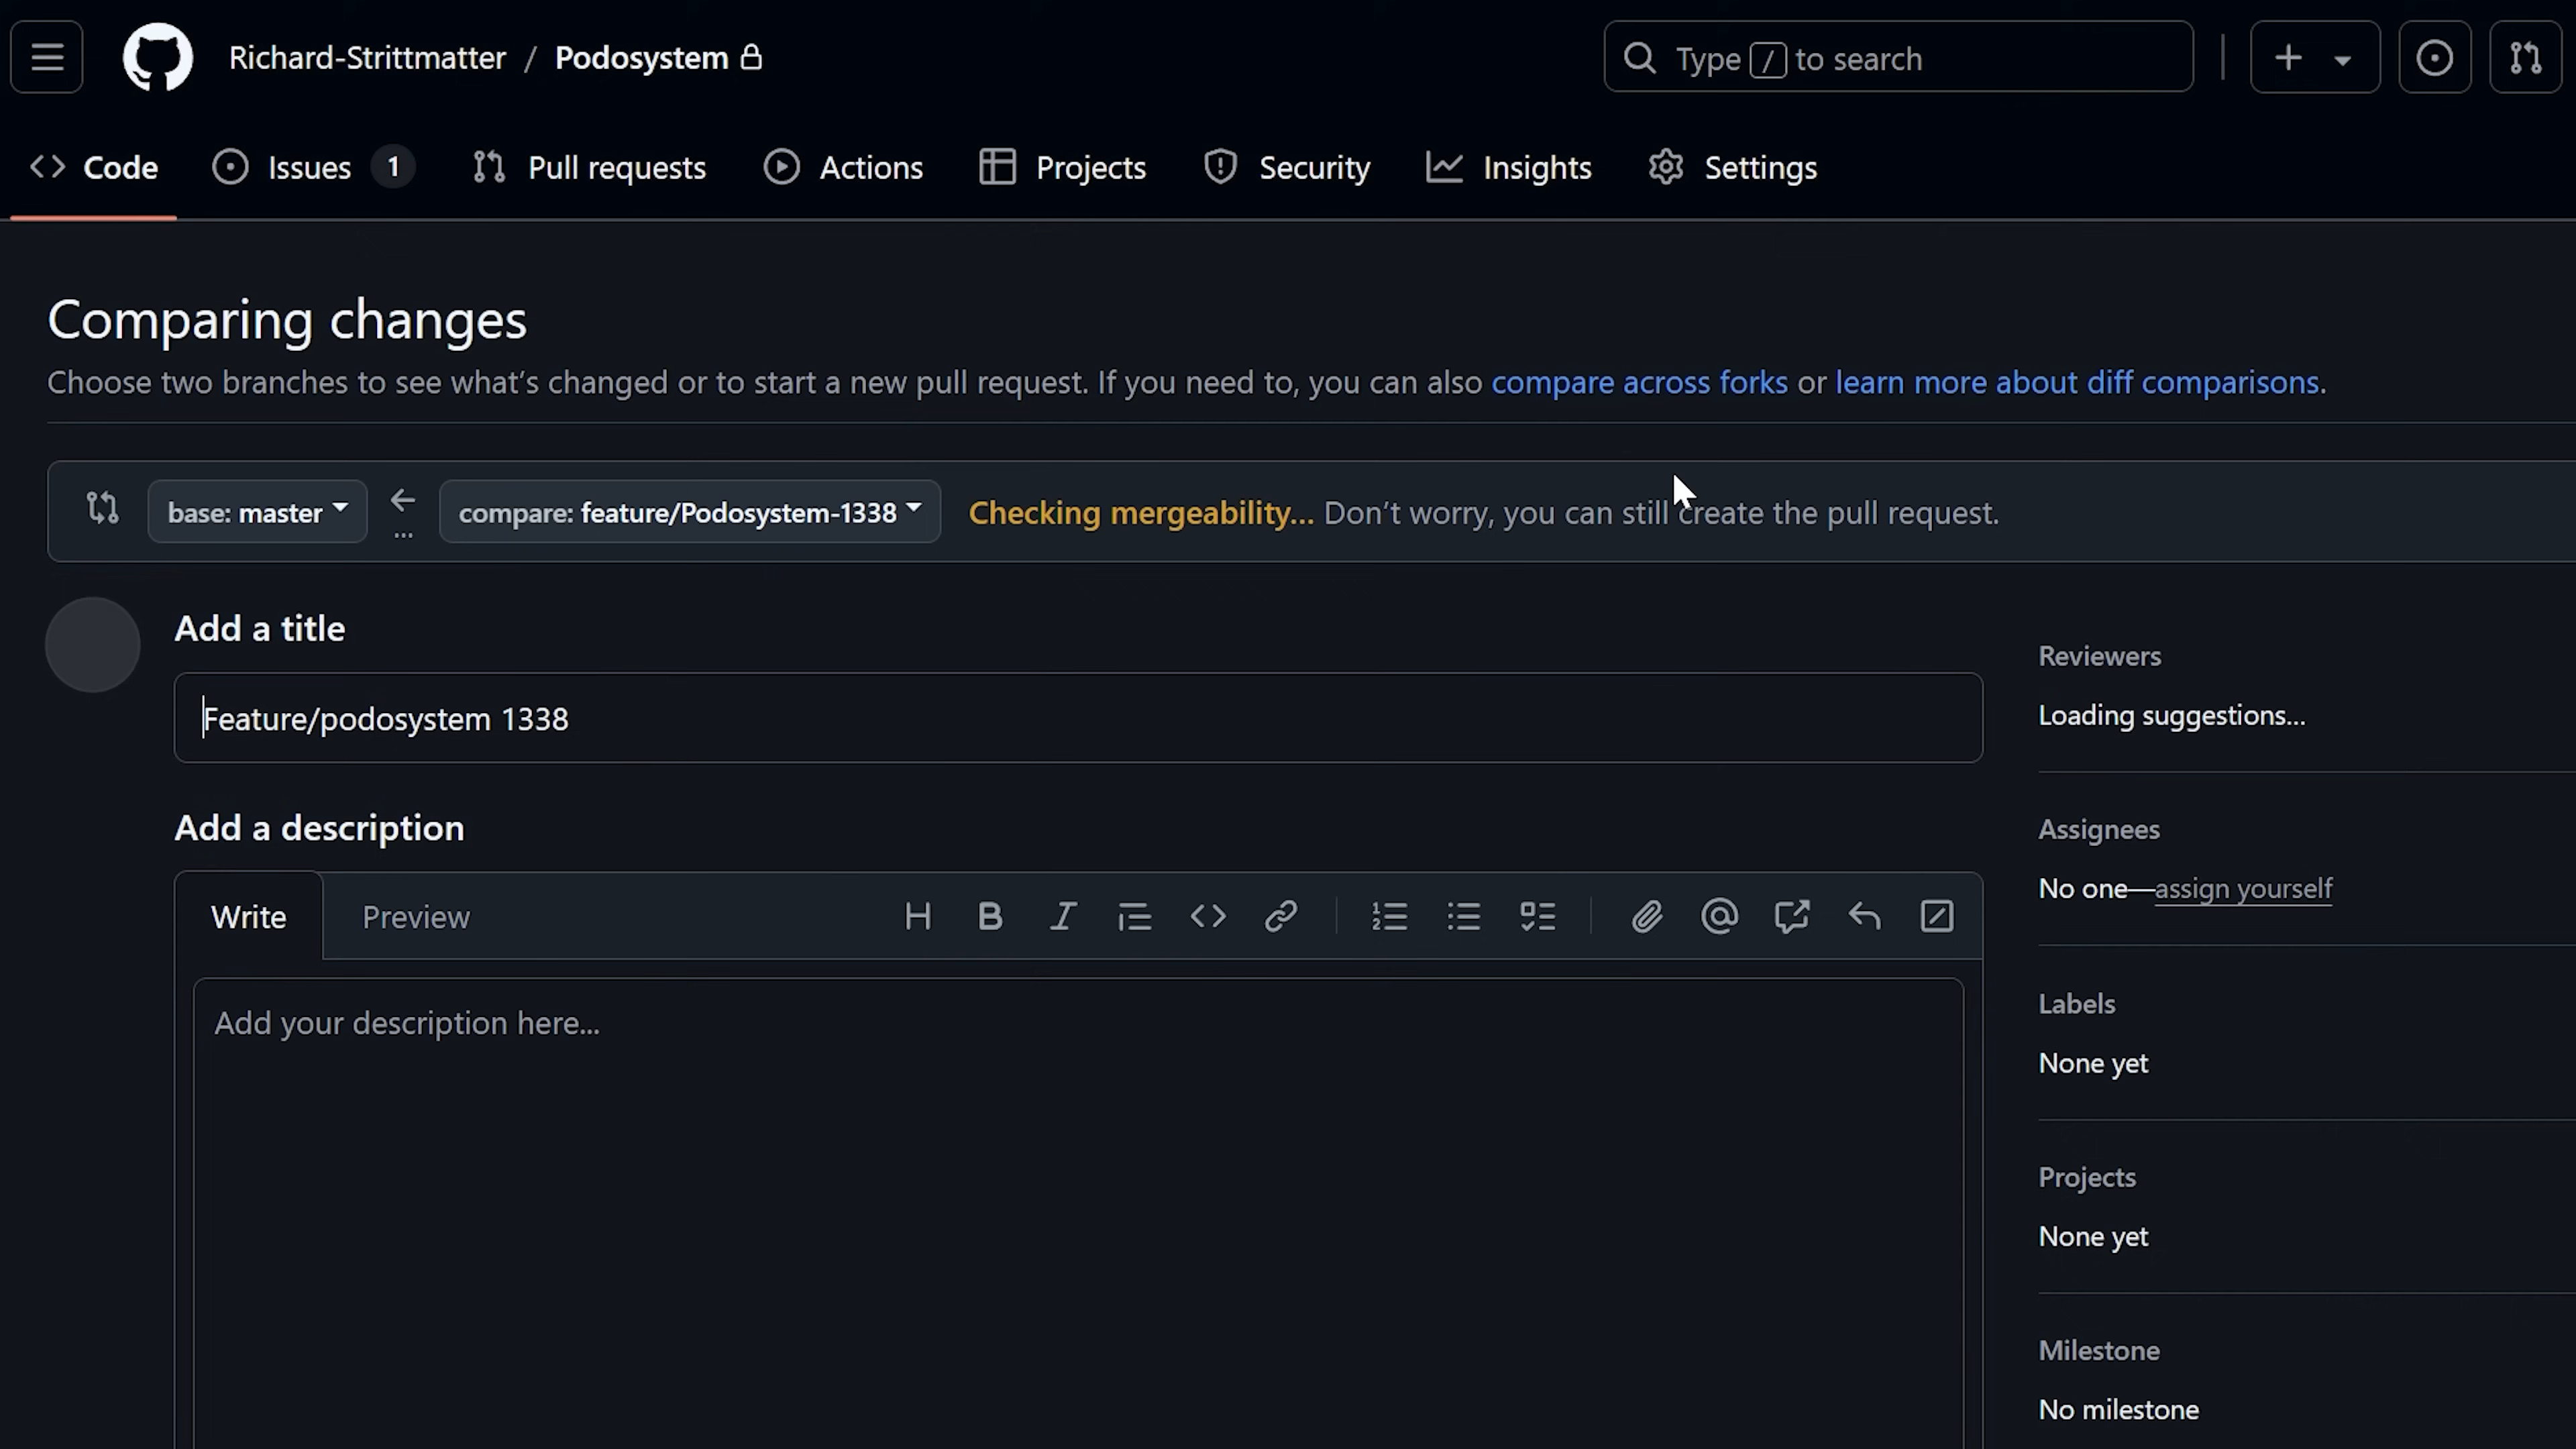 Richard-Strittmatter / Podosystem
Type / to search
Code
Issues 1
Pull requests
Actions
Projects
Security
Insights
Settings
Comparing changes
Choose two branches to see what's changed or to start a new pull request. If you need to, you can also compare across forks or learn more about diff comparisons.
base: master
...
compare: feature/Podosystem-1338
Checking mergeability... Don't worry, you can still create the pull request.
Add a title
Feature/podosystem 1338
Add a description
Write
Preview
Add your description here...
Reviewers
Loading suggestions...
Assignees
No one—assign yourself
Labels
None yet
Projects
None yet
Milestone
No milestone